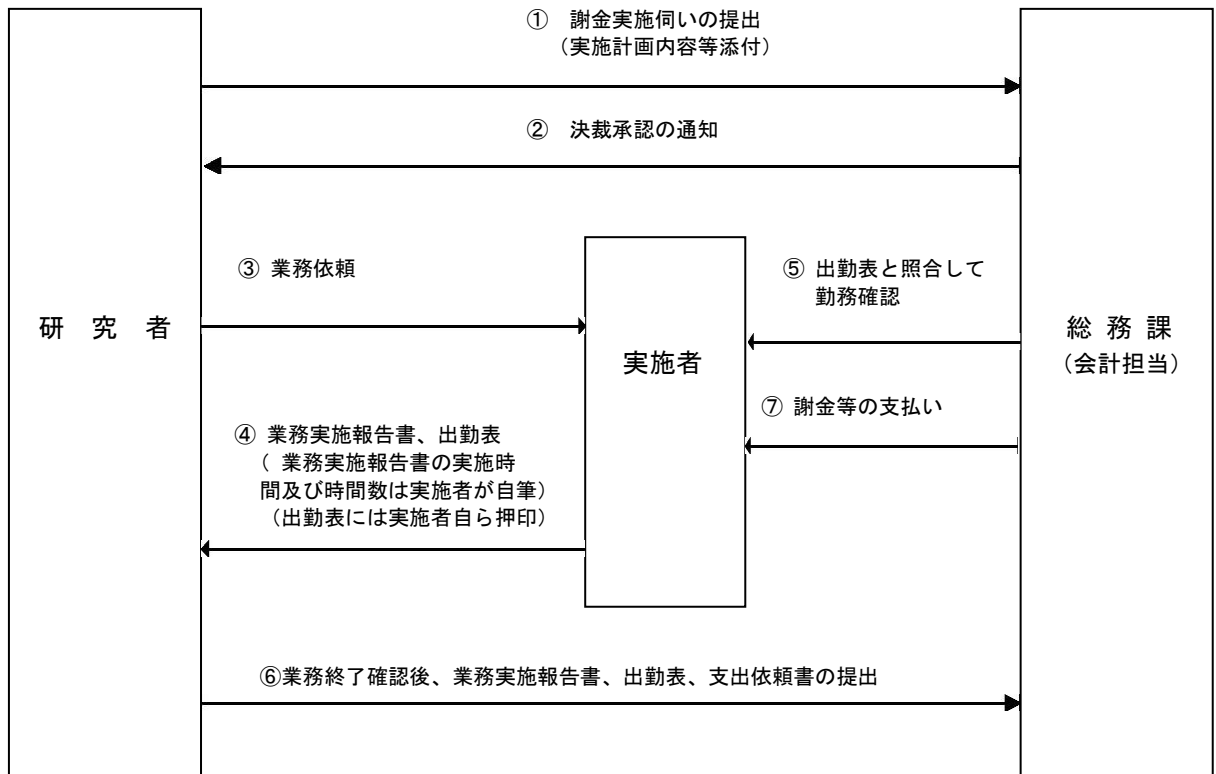 ① 謝金実施伺いの提出
（実施計画内容等添付）
② 決裁承認の通知
③ 業務依頼
⑤ 出勤表と照合して
勤務確認
研 究 者
実施者
総 務 課
（会計担当）
⑦ 謝金等の支払い
④ 業務実施報告書、出勤表
（ 業務実施報告書の実施時
間及び時間数は実施者が自筆）
（出勤表には実施者自ら押印）
⑥業務終了確認後、業務実施報告書、出勤表、支出依頼書の提出